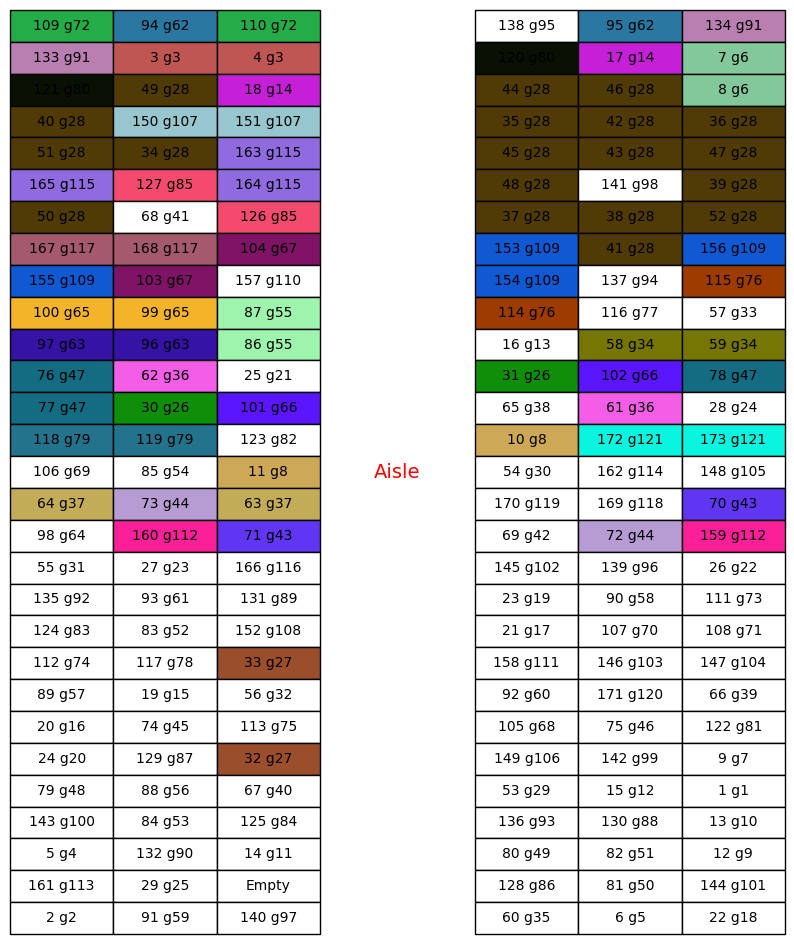 109 g72 94 g62 110 g72 138 g95 95 g62 134 g91
133 g91 3 g3 4 g3 120 g80 17 g14 7 g6
121 g80 49 g28 18 g14 44 g28 46 g28 8 g6
40 g28 150 g107 151 g107 35 g28 42 g28 36 g28
51 g28 34 g28 163 g115 45 g28 43 g28 47 g28
165 g115 127 g85 164 g115 48 g28 141 g98 39 g28
50 g28 68 g41 126 g85 37 g28 38 g28 52 g28
167 g117 168 g117 104 g67 153 g109 41 g28 156 g109
155 g109 103 g67 157 g110 154 g109 137 g94 115 g76
100 g65 99 g65 87 g55 114 g76 116 g77 57 g33
97 g63 96 g63 86 g55 16 g13 58 g34 59 g34
76 g47 62 g36 25 g21 31 g26 102 g66 78 g47
77 g47 30 g26 101 g66 65 g38 61 g36 28 g24
118 g79 119 g79 123 g82 10 g8 172 g121 173 g121
106 g69 85 g54 11 g8 Aisle 54 g30 162 g114 148 g105
64 g37 73 g44 63 g37 170 g119 169 g118 70 g43
98 g64 160 g112 71 g43 69 g42 72 g44 159 g112
55 g31 27 g23 166 g116 145 g102 139 g96 26 g22
135 g92 93 g61 131 g89 23 g19 90 g58 111 g73
124 g83 83 g52 152 g108 21 g17 107 g70 108 g71
112 g74 117 g78 33 g27 158 g111 146 g103 147 g104
89 g57 19 g15 56 g32 92 g60 171 g120 66 g39
20 g16 74 g45 113 g75 105 g68 75 g46 122 g81
24 g20 129 g87 32 g27 149 g106 142 g99 9 g7
79 g48 88 g56 67 g40 53 g29 15 g12 1 g1
143 g100 84 g53 125 g84 136 g93 130 g88 13 g10
5 g4 132 g90 14 g11 80 g49 82 g51 12 g9
161 g113 29 g25 Empty 128 g86 81 g50 144 g101
2 g2 91 g59 140 g97 60 g35 6 g5 22 g18